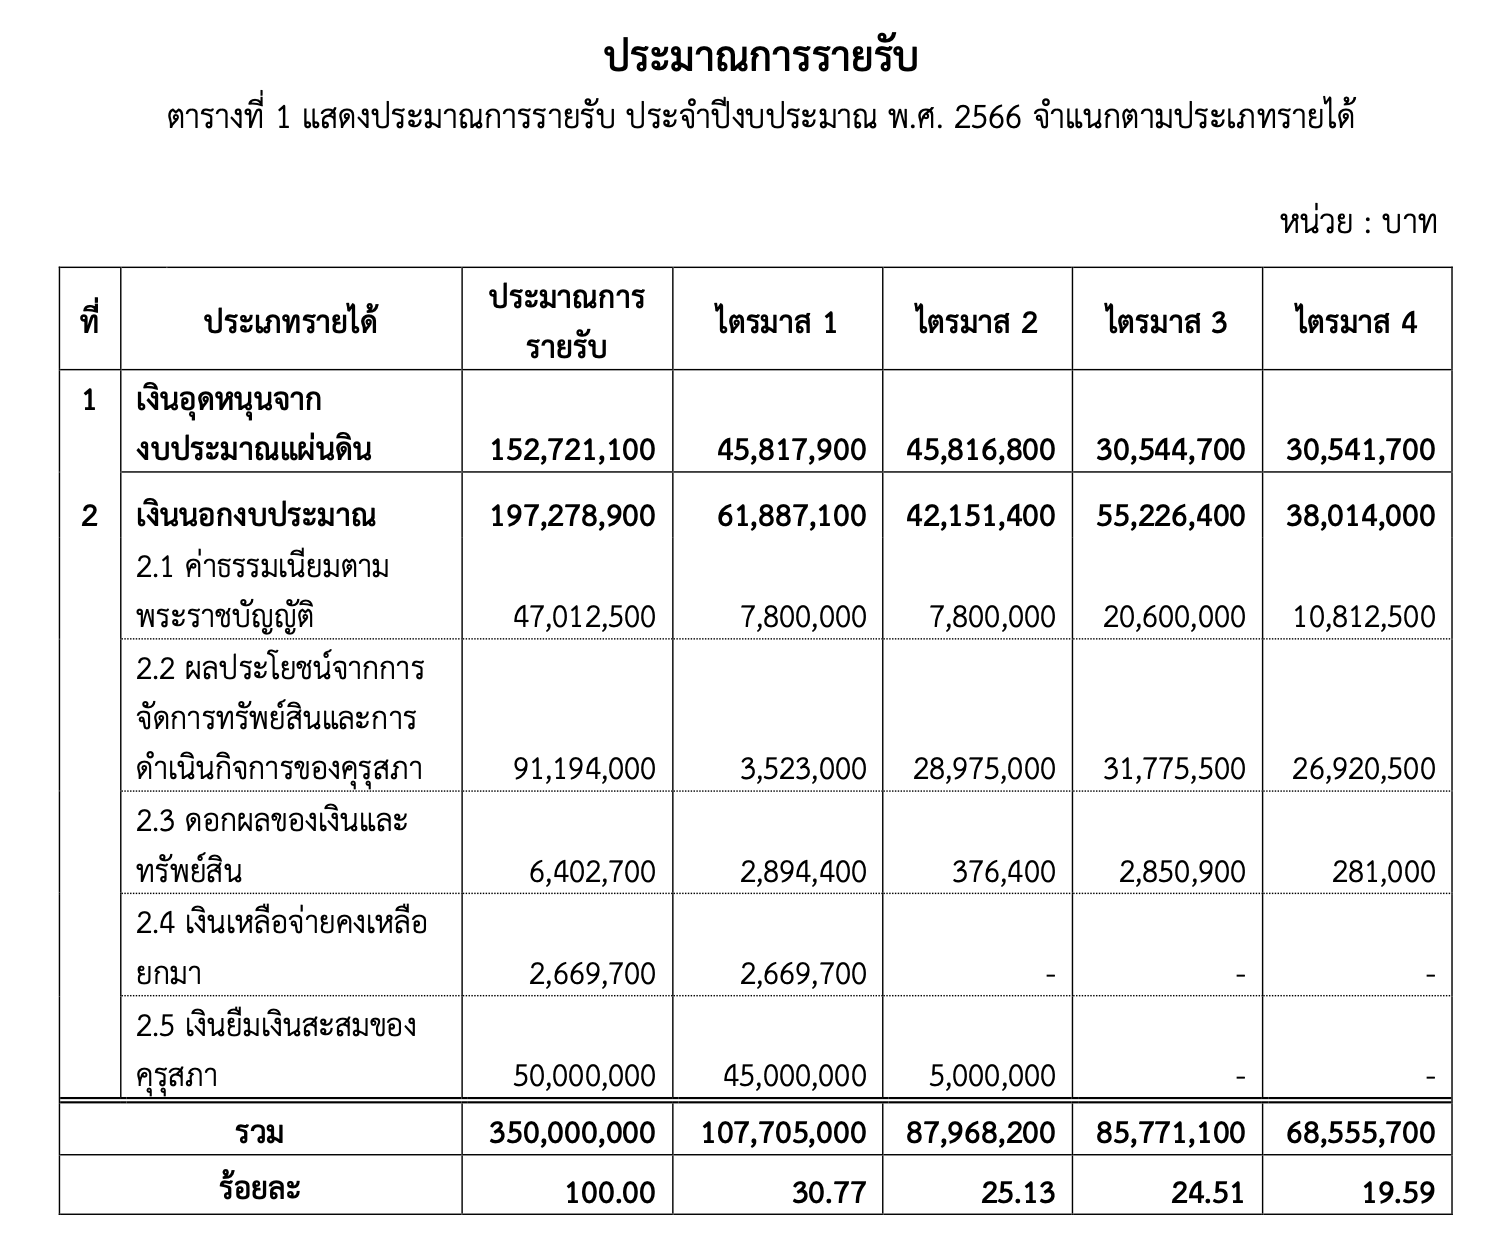 ประมาณการรายรับ
ตารางที่ 1 แสดงประมาณการรายรับ ประจำปีงบประมาณ พ.ศ. 2566 จำแนกตามประเภทรายได้
หน่วย : บาท
ที่ ประเภทรายได้ ประมาณการ ไตรมาส 1 ไตรมาส 2 ไตรมาส 3 ไตรมาส 4
รายรับ
1 เงินอุดหนุนจาก
งบประมาณแผ่นดิน 152,721,100 45,817,900 45,816,800 30,544,700 30,541,700
2 เงินนอกงบประมาณ 197,278,900 61,887,100 42,151,400 55,226,400 38,014,000
2.1 ค่าธรรมเนียมตาม
พระราชบัญญัติ 47,012,500 7,800,000 7,800,000 20,600,000 10,812,500
2.2 ผลประโยชน์จากการ
จัดการทรัพย์สินและการ
ดำเนินกิจการของคุรุสภา 91,194,000 3,523,000 28,975,000 31,775,500 26,920,500
2.3 ดอกผลของเงินและ
ทรัพย์สิน 6,402,700 2,894,400 376,400 2,850,900 281,000
2.4 เงินเหลือจ่ายคงเหลือ
ยกมา 2,669,700 2,669,700 - - -
2.5 เงินยืมเงินสะสมของ
คุรุสภา 50,000,000 45,000,000 5,000,000 - -
รวม 350,000,000 107,705,000 87,968,200 85,771,100 68,555,700
ร้อยละ 100.00 30.77 25.13 24.51 19.59